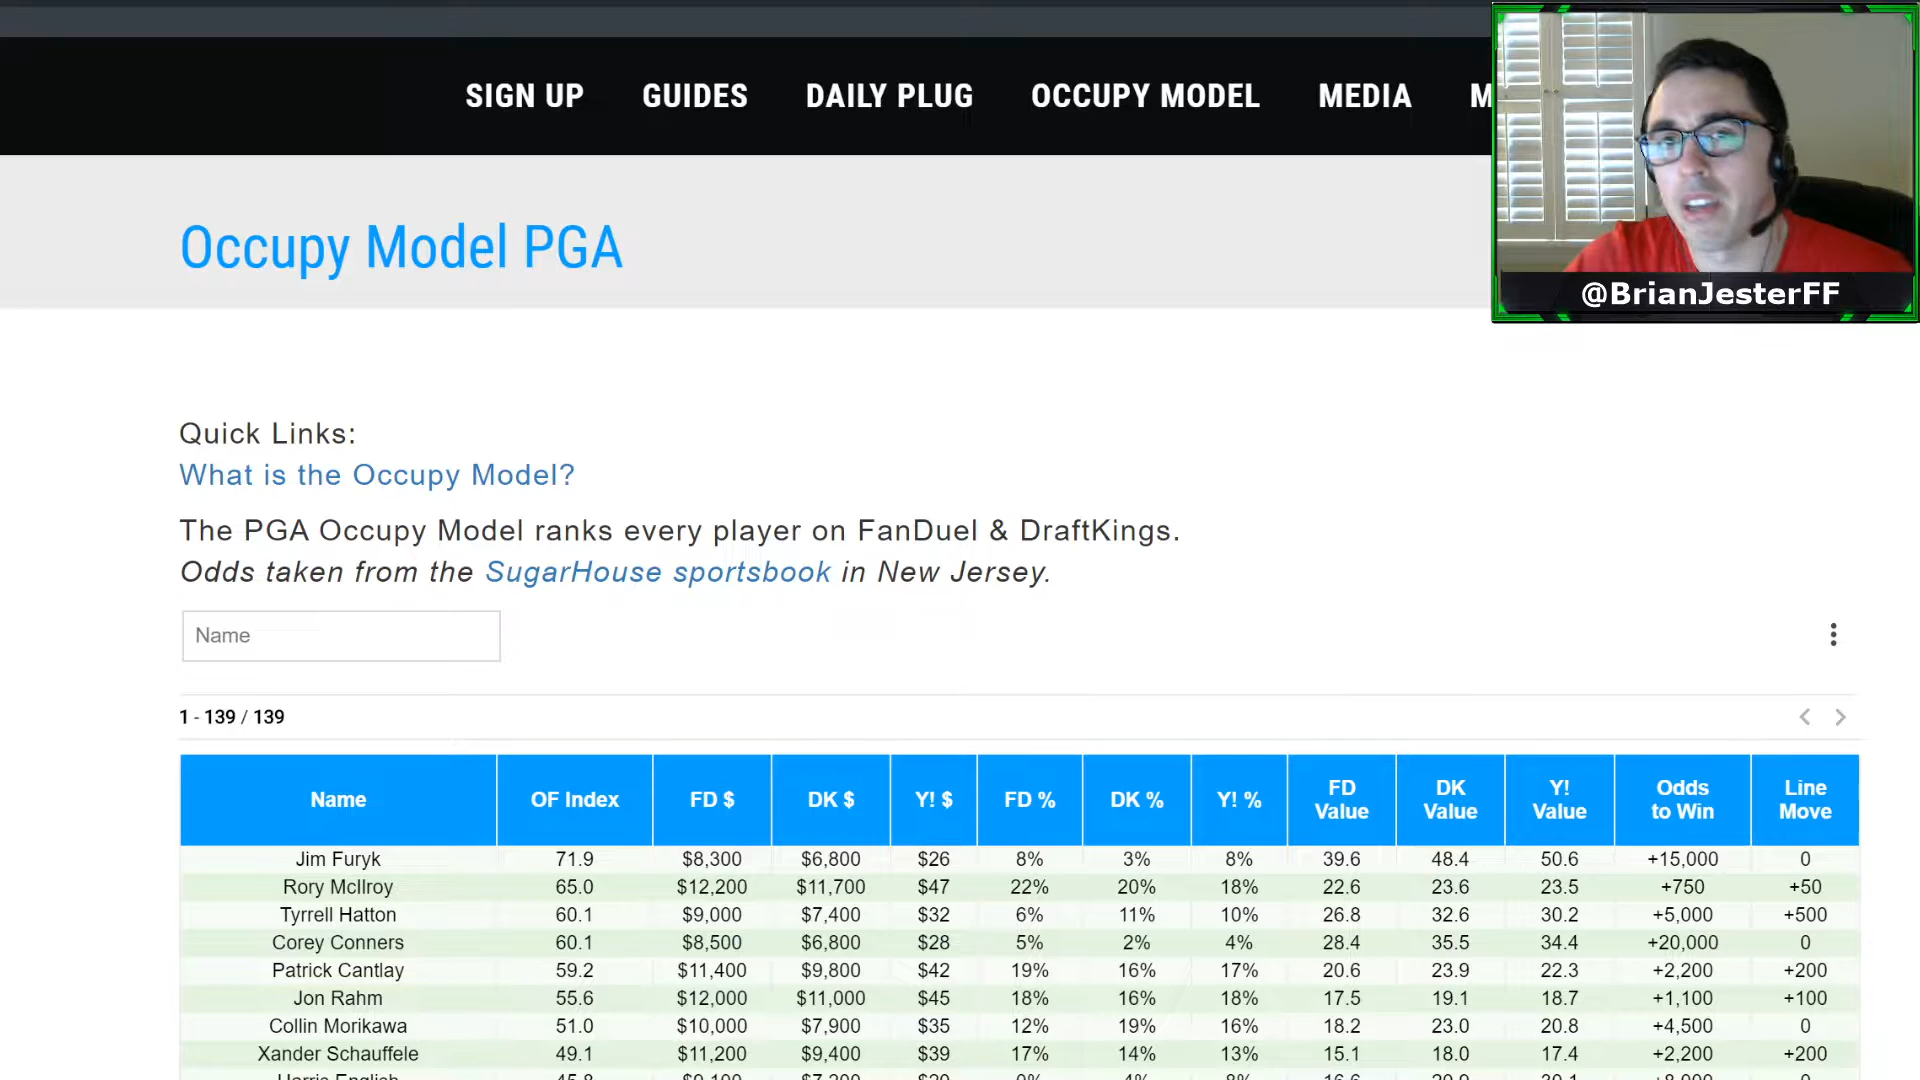 SIGN UP GUIDES DAILY PLUG OCCUPY MODEL MEDIA M
@BrianJesterFF
Occupy Model PGA
Quick Links:
What is the Occupy Model?
The PGA Occupy Model ranks every player on FanDuel & DraftKings.
Odds taken from the SugarHouse sportsbook in New Jersey.
Name
1 - 139 / 139
Name OF Index FD $ DK $ Y! $ FD % DK % Y! % FD Value DK Value Y! Value Odds to Win Line Move
Jim Furyk 71.9 $8,300 $6,800 $26 8% 3% 8% 39.6 48.4 50.6 +15,000 0
Rory McIlroy 65.0 $12,200 $11,700 $47 22% 20% 18% 22.6 23.6 23.5 +750 +50
Tyrrell Hatton 60.1 $9,000 $7,400 $32 6% 11% 10% 26.8 32.6 30.2 +5,000 +500
Corey Conners 60.1 $8,500 $6,800 $28 5% 2% 4% 28.4 35.5 34.4 +20,000 0
Patrick Cantlay 59.2 $11,400 $9,800 $42 19% 16% 17% 20.6 23.9 22.3 +2,200 +200
Jon Rahm 55.6 $12,000 $11,000 $45 18% 16% 18% 17.5 19.1 18.7 +1,100 +100
Collin Morikawa 51.0 $10,000 $7,900 $35 12% 19% 16% 18.2 23.0 20.8 +4,500 0
Xander Schauffele 49.1 $11,200 $9,400 $39 17% 14% 13% 15.1 18.0 17.4 +2,200 +200
Harris English